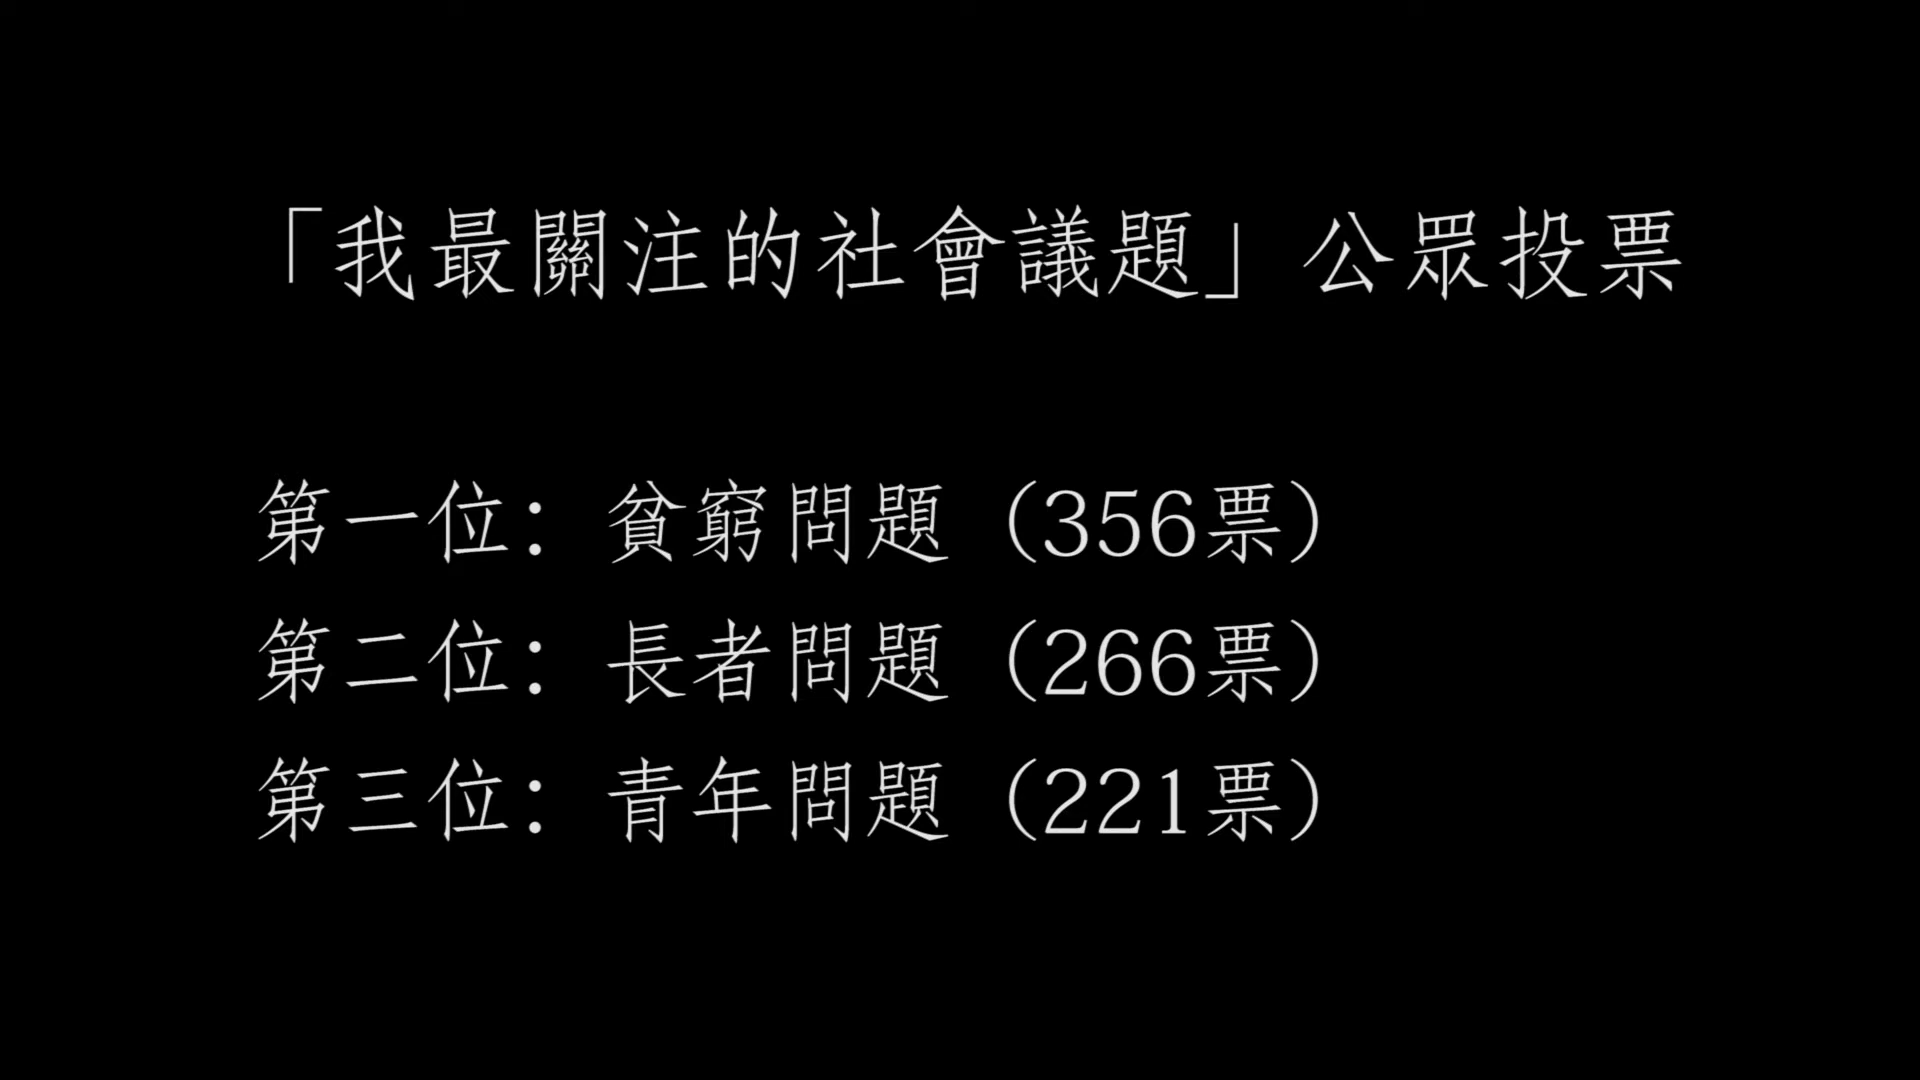 「我最關注的社會議題」公眾投票
第一位：貧窮問題（356票）
第二位：長者問題（266票）
第三位：青年問題（221票）